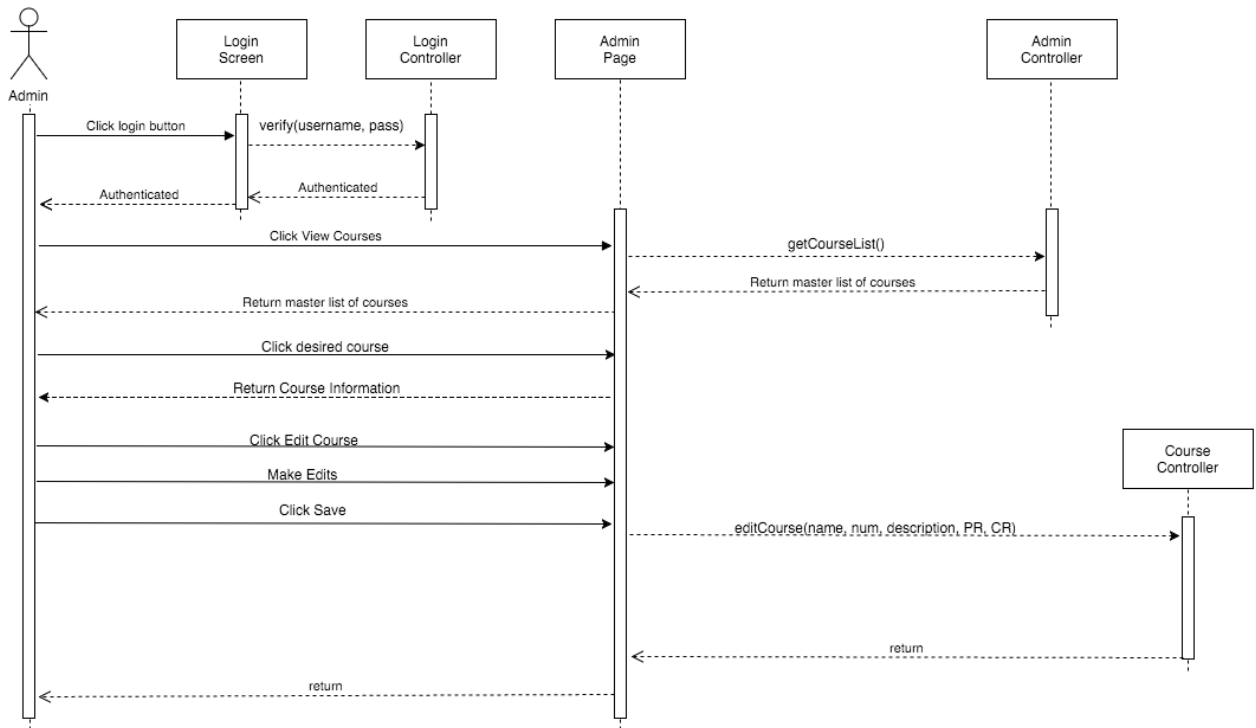 Login
Screen
Login
Controller
Admin
Page
Admin
Controller
Admin
Click login button
verify(username, pass)
Authenticated
Authenticated
Click View Courses
getCourseList()
Return master list of courses
Return master list of courses
Click desired course
Return Course Information
Click Edit Course
Course
Controller
Make Edits
Click Save
editCourse(name, num, description, PR, CR)
return
return